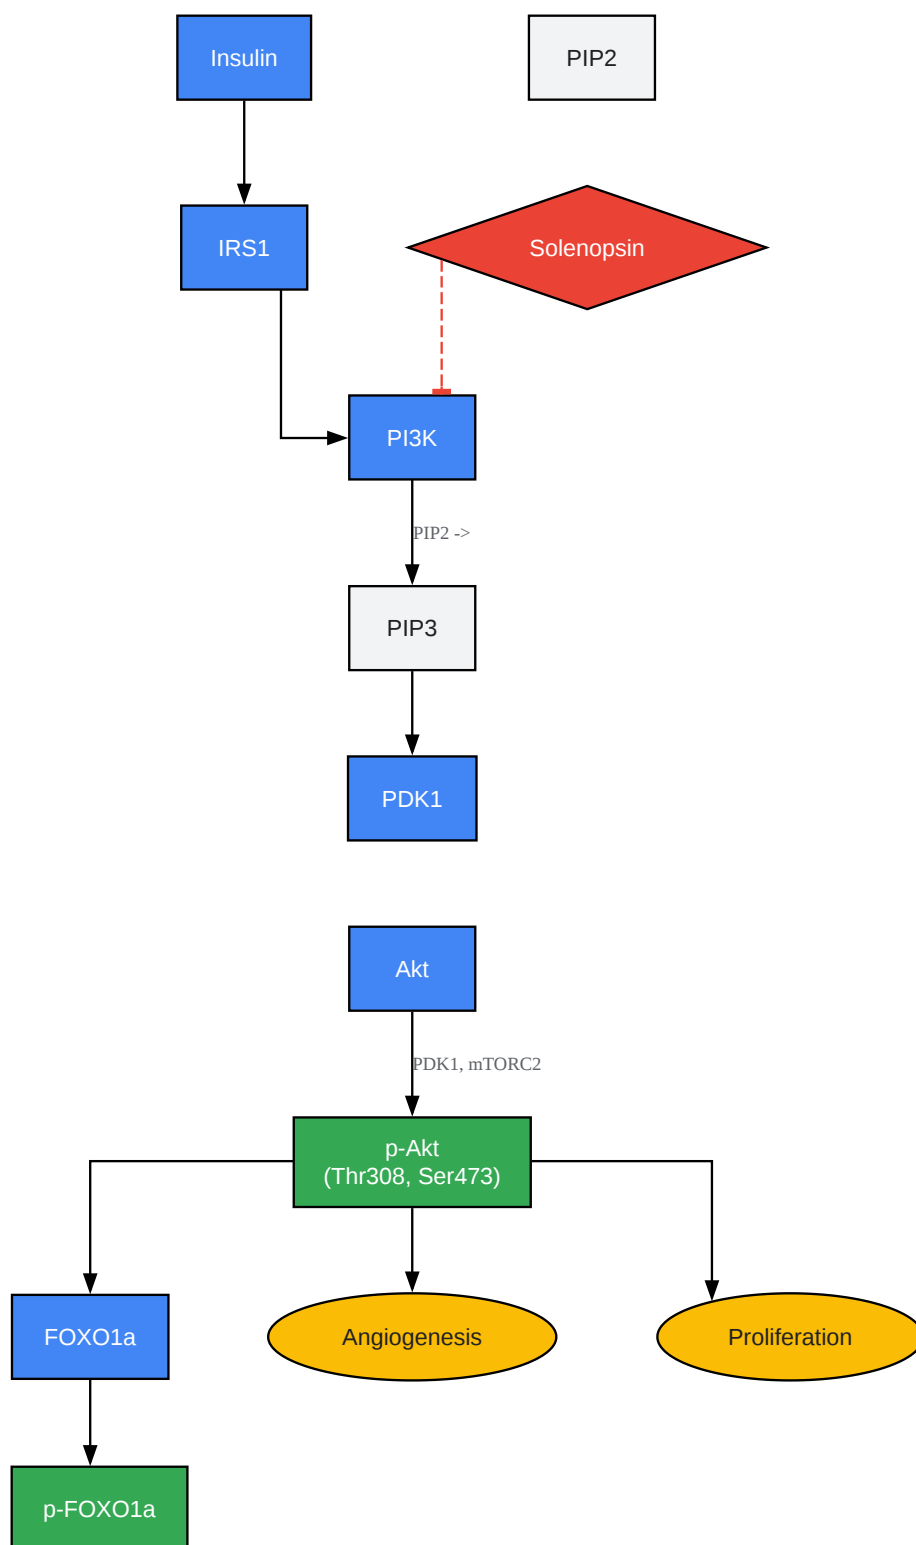 Insulin
PIP2
IRS1
Solenopsin
PI3K
PIP2 ->
PIP3
PDK1
Akt
PDK1, mTORC2
p-Akt
(Thr308, Ser473)
FOXO1a
Angiogenesis
Proliferation
p-FOXO1a